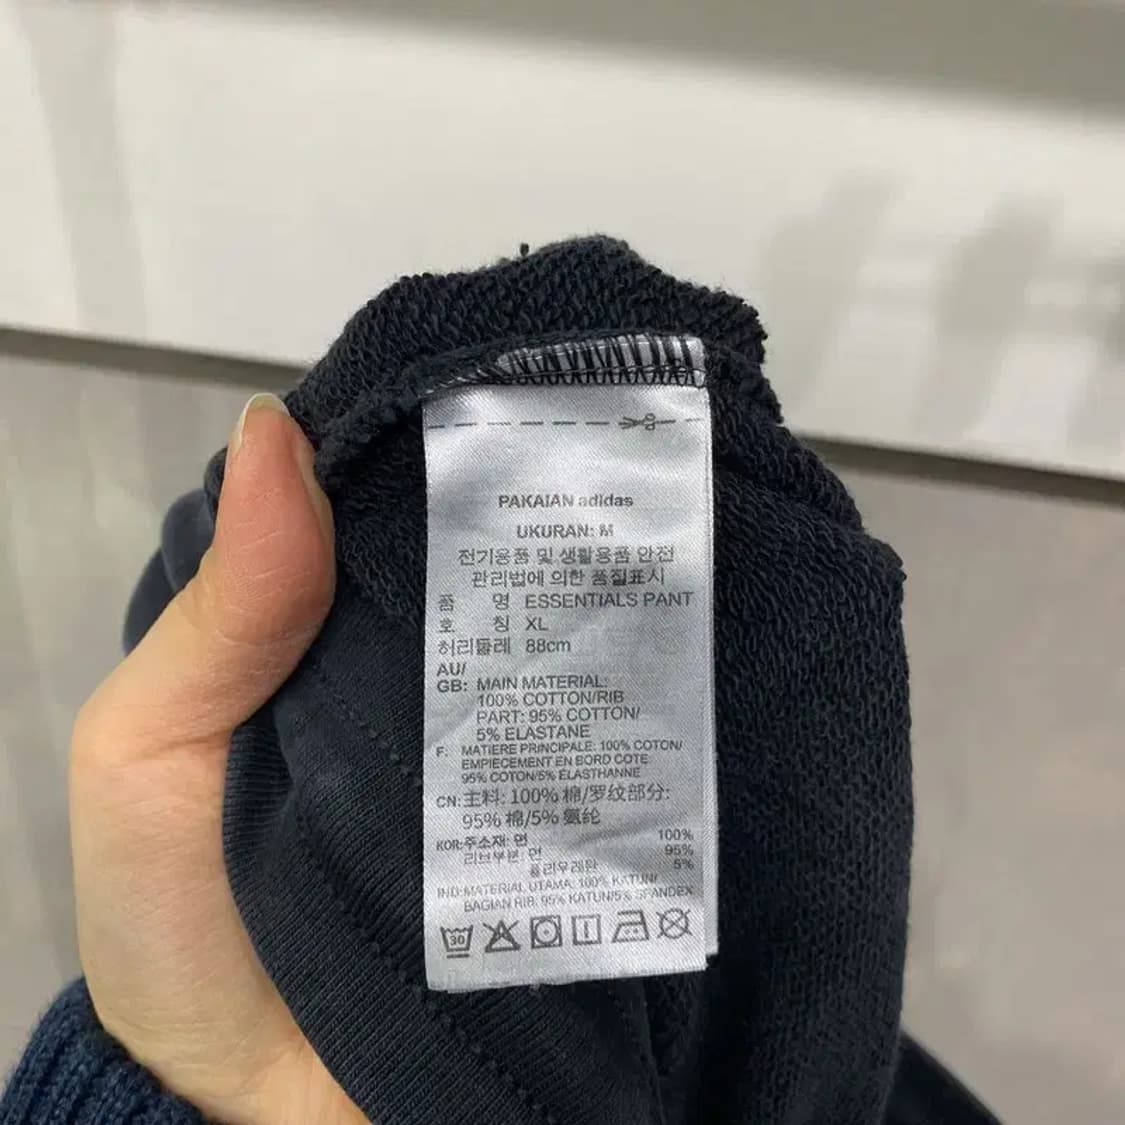 PAKAIAN adidas
UKURAN: M
전기용품 및 생활용품 안전
관리법에 의한 품질표시
품 명 ESSENTIALS PANT
호 칭 XL
허리둘레 88cm
AU/
GB: MAIN MATERIAL:
100% COTTON/RIB
PART: 95% COTTON/
5% ELASTANE
F: MATIERE PRINCIPALE: 100% COTON/
EMPIECEMENT EN BORD COTE
95% COTON/5% ÉLASTHANNE
CN: 主料: 100% 棉/罗纹部分:
95% 棉/5% 氨纶
KOR: 주소재: 면 100%
리브부분: 면 95%
폴리우레탄 5%
IND: MATERIAL UTAMA: 100% KATUN/
BAGIAN RIB: 95% KATUN/5% SPANDEX
30